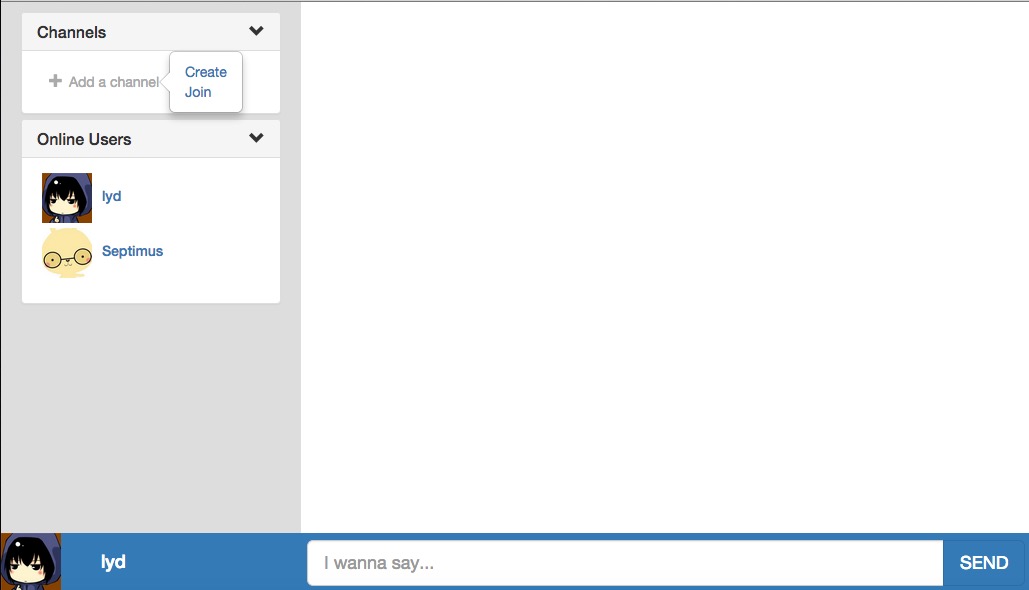 Channels
Add a channel
Create
Join
Online Users
lyd
Septimus
lyd
I wanna say...
SEND